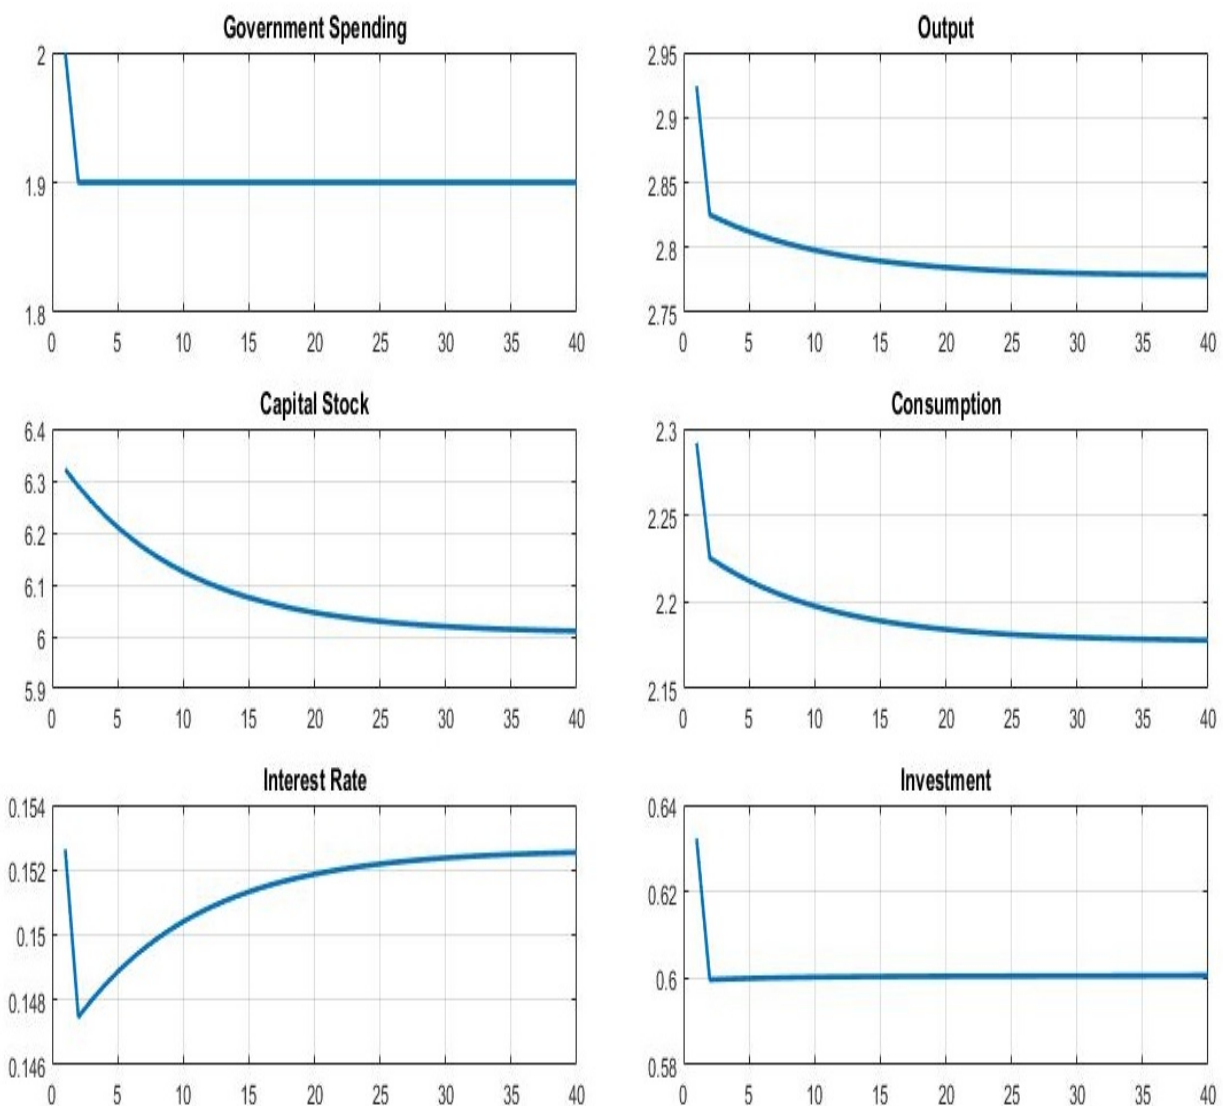 Government Spending
2
1.9
1.8
0 5 10 15 20 25 30 35 40
Output
2.95
2.9
2.85
2.8
2.75
0 5 10 15 20 25 30 35 40
Capital Stock
6.4
6.3
6.2
6.1
6
5.9
0 5 10 15 20 25 30 35 40
Consumption
2.3
2.25
2.2
2.15
0 5 10 15 20 25 30 35 40
Interest Rate
0.154
0.152
0.15
0.148
0.146
0 5 10 15 20 25 30 35 40
Investment
0.64
0.62
0.6
0.58
0 5 10 15 20 25 30 35 40